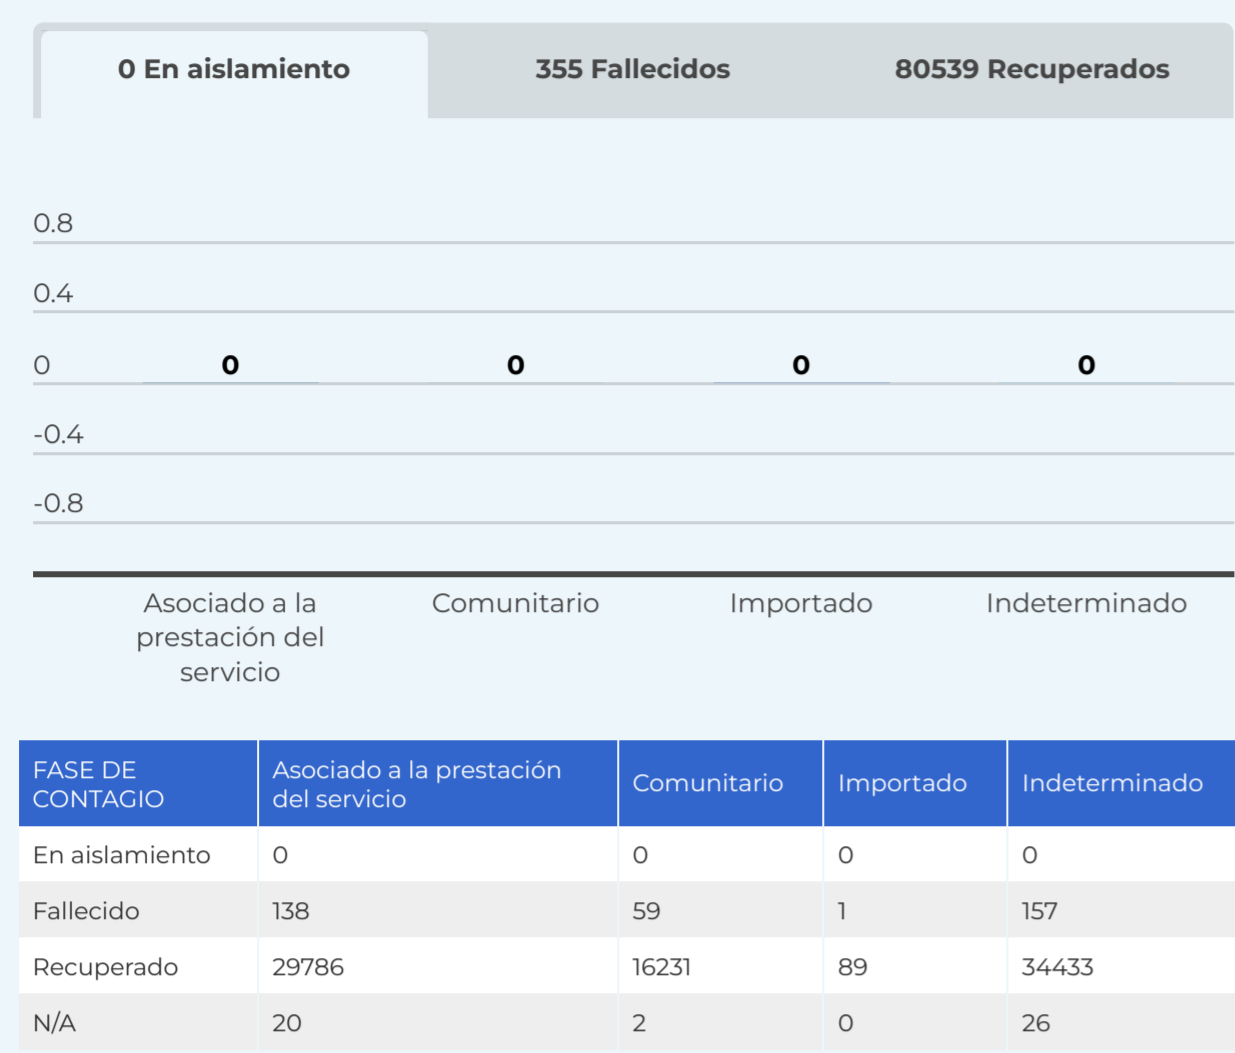 0 En aislamiento 355 Fallecidos 80539 Recuperados
0.8
0.4
0 0 0 0 0
-0.4
-0.8
Asociado a la Comunitario Importado Indeterminado
prestación del
servicio
FASE DE CONTAGIO Asociado a la prestación del servicio Comunitario Importado Indeterminado
En aislamiento 0 0 0 0
Fallecido 138 59 1 157
Recuperado 29786 16231 89 34433
N/A 20 2 0 26